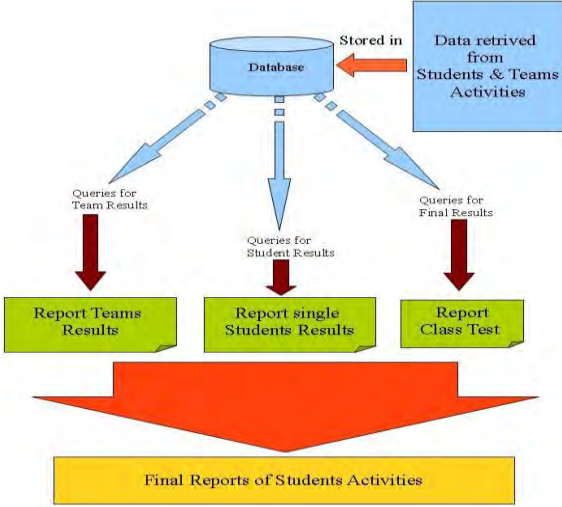 Stored in
Data retrived
from
Students & Teams
Activities
Database
Queries for
Team Results
Queries for
Student Results
Queries for
Final Results
Report Teams
Results
Report single
Students Results
Report
Class Test
Final Reports of Students Activities